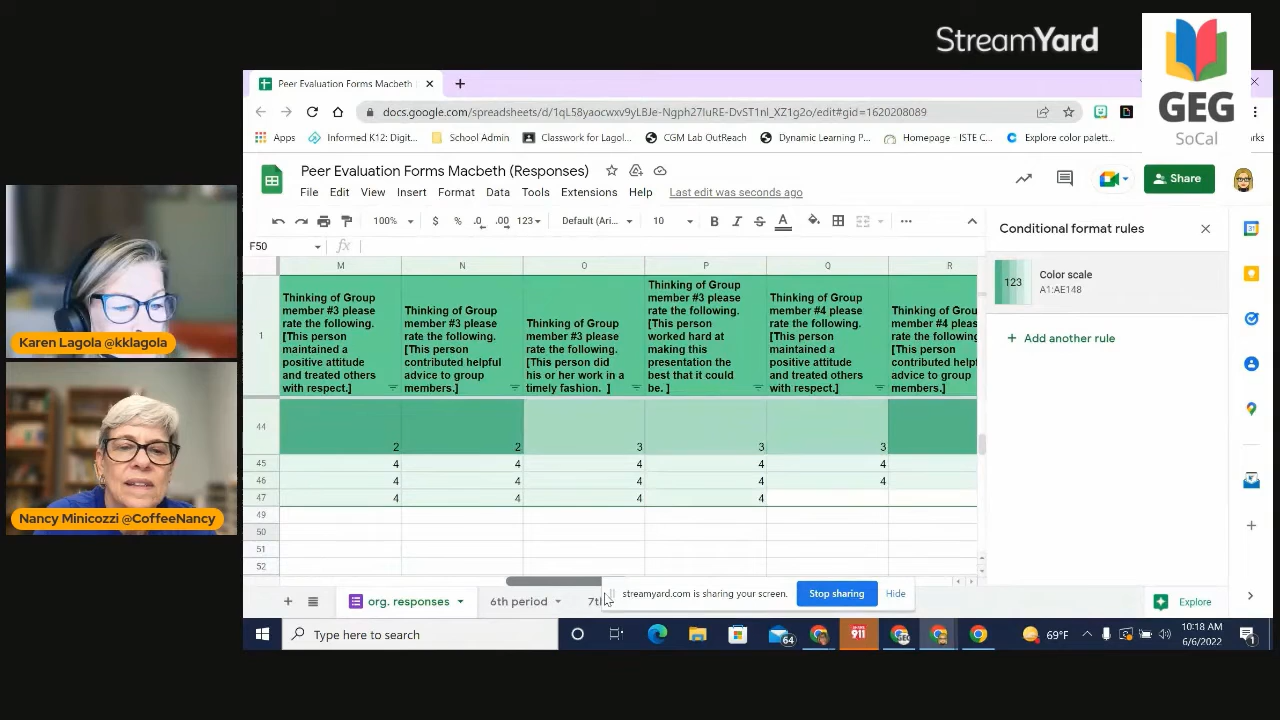 StreamYard
GEG
SoCal
Peer Evaluation Forms Macbeth
docs.google.com/spreadsheets/d/1qL58yaocwxv9yLBJe-Ngph27IuRE-DvST1nl_XZ1g2o/edit#gid=1620208089
Apps
Informed K12: Digit...
School Admin
Classwork for Lagol...
CGM Lab OutReach
Dynamic Learning P...
Homepage - ISTE C...
Explore color palett...
Peer Evaluation Forms Macbeth (Responses)
File Edit View Insert Format Data Tools Extensions Help Last edit was seconds ago
Share
100% $ % .0 .00 123 Default (Ari... 10 B I S A
F50 fx
Conditional format rules
123
Color scale
A1:AE148
+ Add another rule
M N O P Q R
1
Thinking of Group
member #3 please
rate the following.
[This person
maintained a
positive attitude
and treated others
with respect.]
Thinking of Group
member #3 please
rate the following.
[This person
contributed helpful
advice to group
members.]
Thinking of Group
member #3 please
rate the following.
[This person did
his or her work in a
timely fashion. ]
Thinking of Group
member #3 please
rate the following.
[This person
worked hard at
making this
presentation the
best that it could
be. ]
Thinking of Group
member #4 please
rate the following.
[This person
maintained a
positive attitude
and treated others
with respect.]
Thinking of Group
member #4 please
rate the following
[This person
contributed help
advice to group
members.]
44 2 2 3 3 3
45 4 4 4 4 4
46 4 4 4 4 4
47 4 4 4 4
49
50
51
52
Karen Lagola @kklagola
Nancy Minicozzi @CoffeeNancy
org. responses
6th period
streamyard.com is sharing your screen.
Stop sharing
Hide
Explore
Type here to search
64
911
69°F
10:18 AM
6/6/2022
1